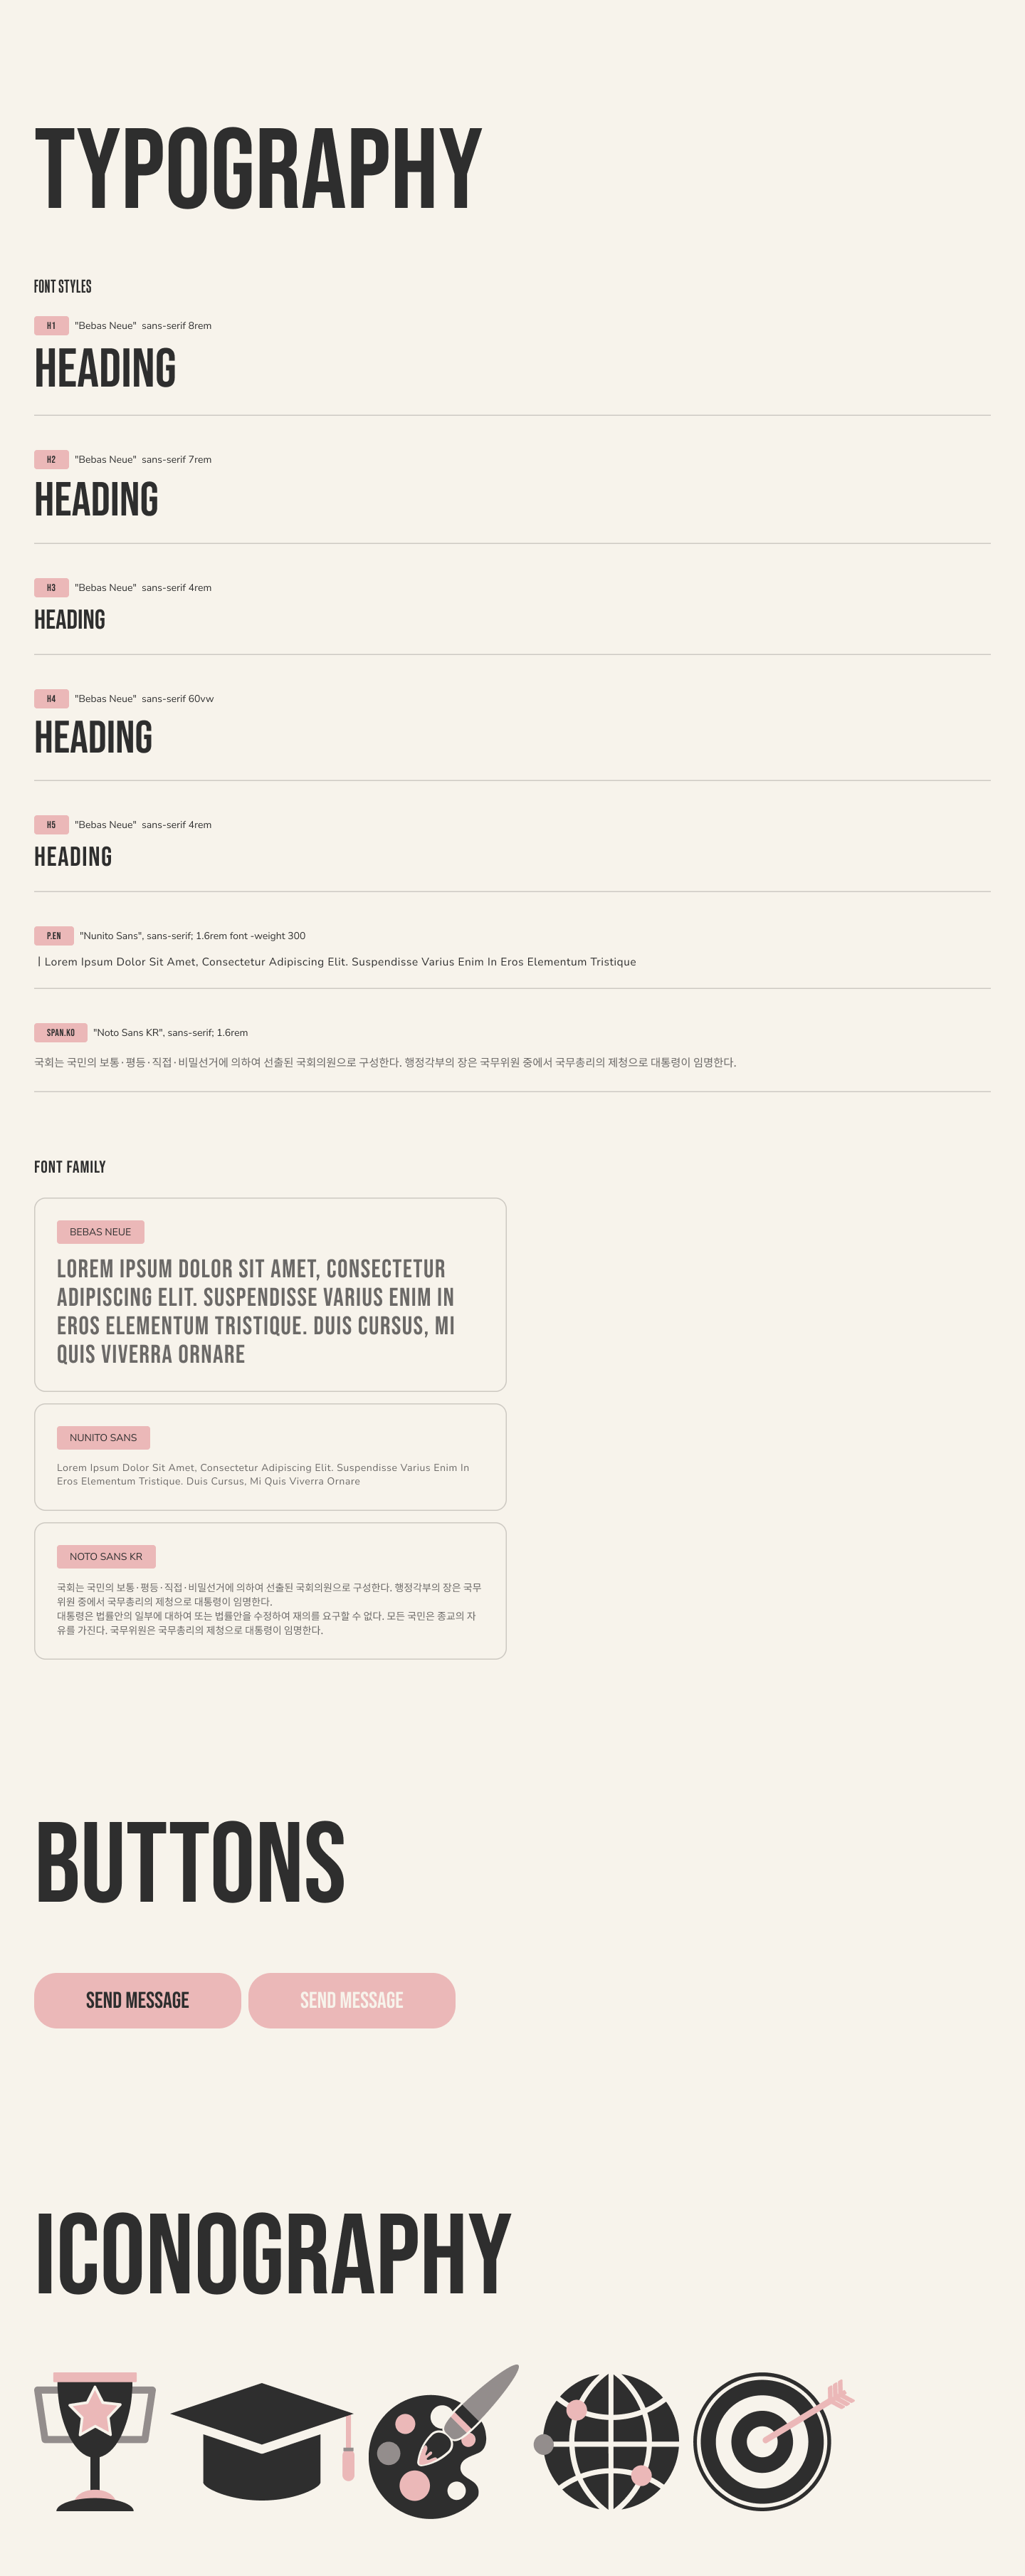 TYPOGRAPHY
FONT STYLES
H1 "Bebas Neue" sans-serif 8rem
HEADING
H2 "Bebas Neue" sans-serif 7rem
HEADING
H3 "Bebas Neue" sans-serif 4rem
HEADING
H4 "Bebas Neue" sans-serif 60vw
HEADING
H5 "Bebas Neue" sans-serif 4rem
HEADING
P.EN "Nunito Sans", sans-serif; 1.6rem font -weight 300
| Lorem Ipsum Dolor Sit Amet, Consectetur Adipiscing Elit. Suspendisse Varius Enim In Eros Elementum Tristique
SPAN.KO "Noto Sans KR", sans-serif; 1.6rem
국회는 국민의 보통·평등·직접·비밀선거에 의하여 선출된 국회의원으로 구성한다. 행정각부의 장은 국무위원 중에서 국무총리의 제청으로 대통령이 임명한다.
FONT FAMILY
BEBAS NEUE
LOREM IPSUM DOLOR SIT AMET, CONSECTETUR
ADIPISCING ELIT. SUSPENDISSE VARIUS ENIM IN
EROS ELEMENTUM TRISTIQUE. DUIS CURSUS, MI
QUIS VIVERRA ORNARE
NUNITO SANS
Lorem Ipsum Dolor Sit Amet, Consectetur Adipiscing Elit. Suspendisse Varius Enim In
Eros Elementum Tristique. Duis Cursus, Mi Quis Viverra Ornare
NOTO SANS KR
국회는 국민의 보통·평등·직접·비밀선거에 의하여 선출된 국회의원으로 구성한다. 행정각부의 장은 국무
위원 중에서 국무총리의 제청으로 대통령이 임명한다.
대통령은 법률안의 일부에 대하여 또는 법률안을 수정하여 재의를 요구할 수 없다. 모든 국민은 종교의 자
유를 가진다. 국무위원은 국무총리의 제청으로 대통령이 임명한다.
BUTTONS
SEND MESSAGE SEND MESSAGE
ICONOGRAPHY